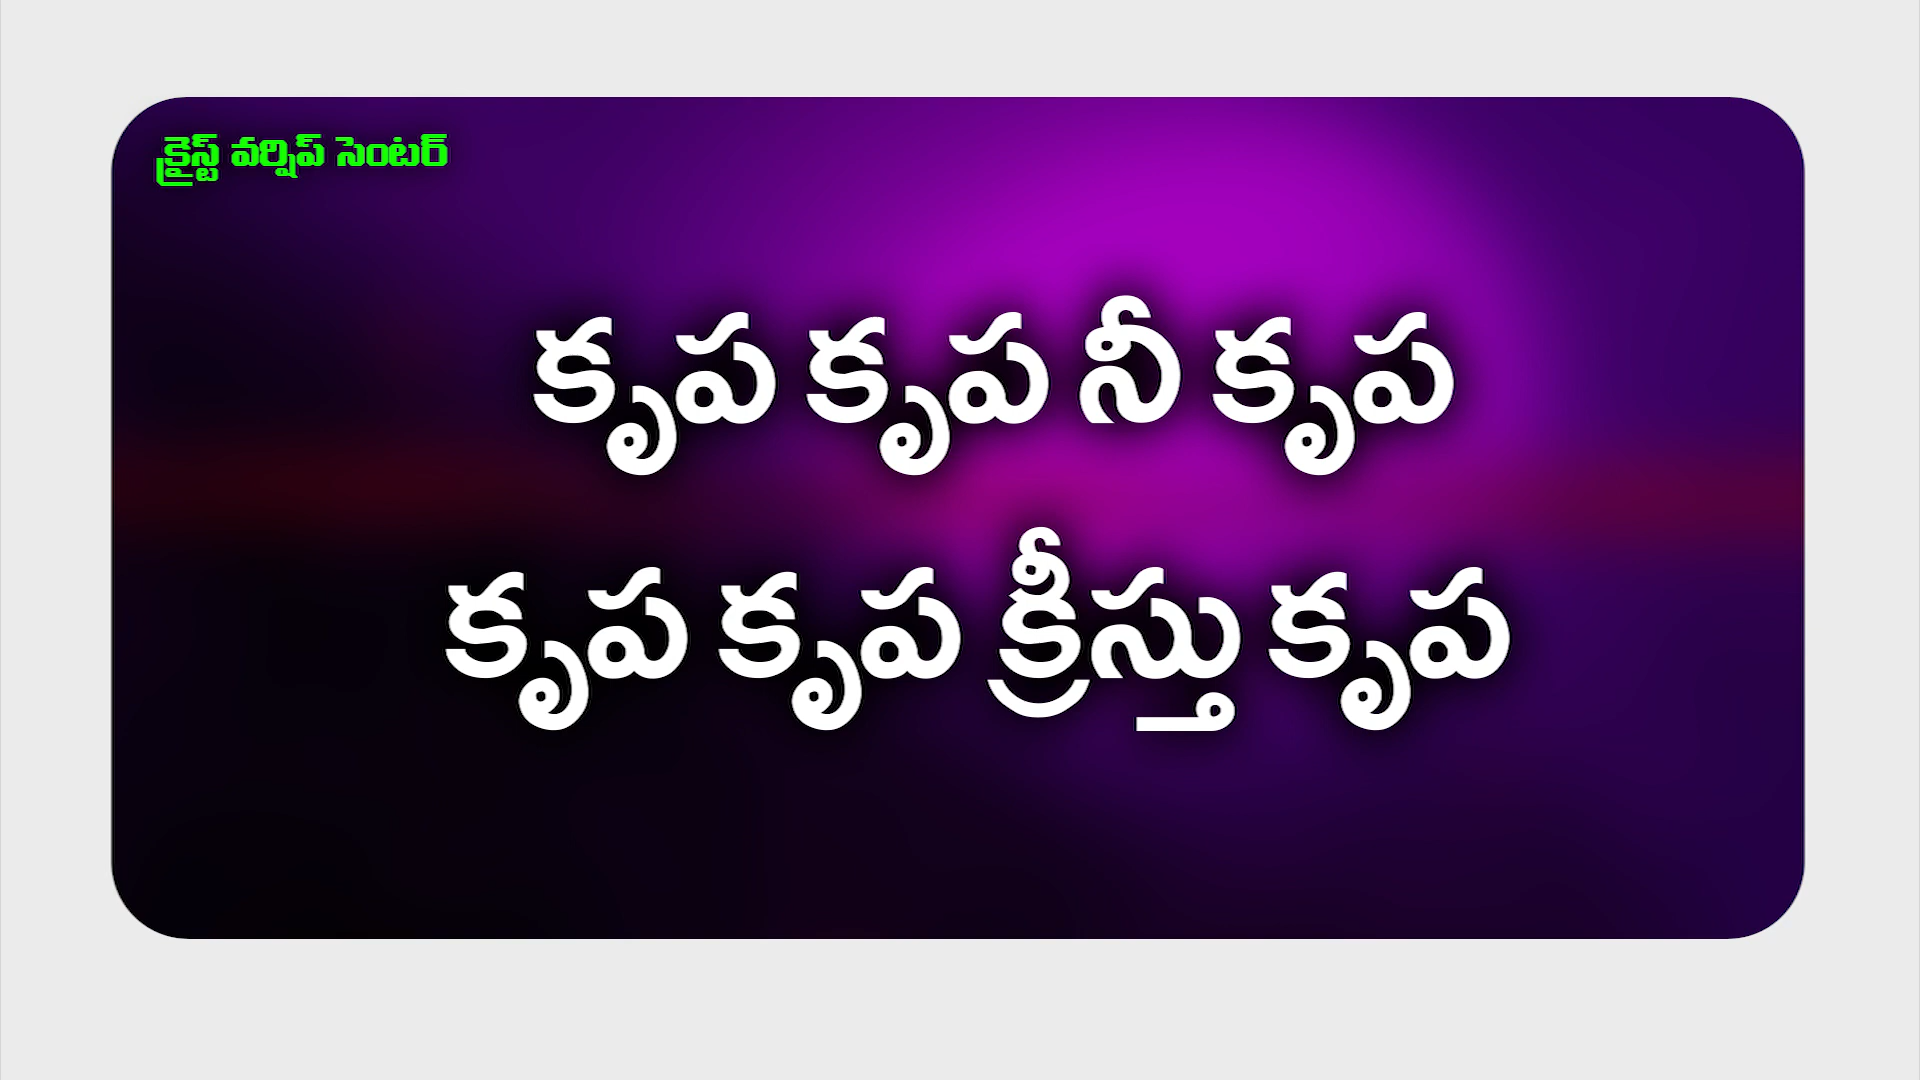 క్రైస్ట్ వర్షిప్ సెంటర్
కృప కృప నీ కృప
కృప కృప క్రీస్తు కృప